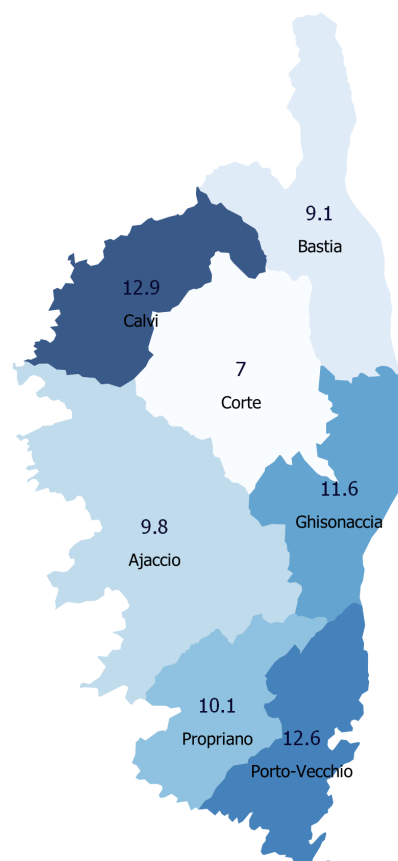 9.1
Bastia
12.9
Calvi
7
Corte
11.6
Ghisonaccia
9.8
Ajaccio
10.1
Propriano
12.6
Porto-Vecchio